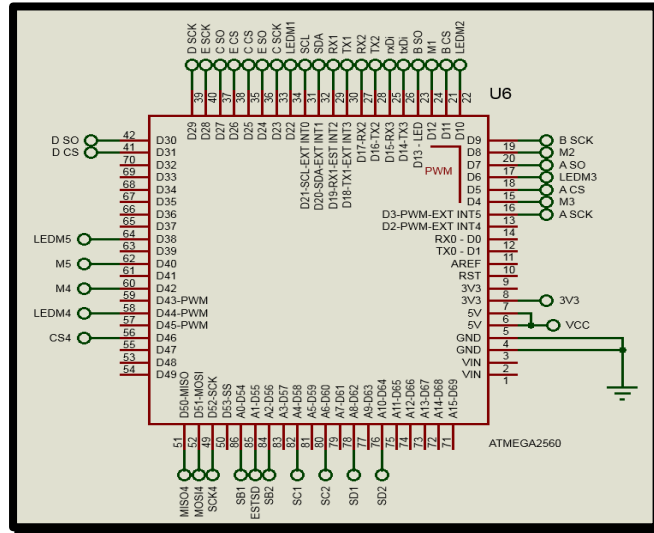 D SCK
E SCK
C SO
E CS
C CS
E SO
C SCK
LEDM1
SCL
SDA
RX1
TX1
RX2
TX2
txDi
txDi
B SO
M1
B CS
LEDM2
39
40
37
38
35
36
33
34
31
32
29
30
27
28
25
26
23
24
21
22
U6
D29
D28
D27
D26
D25
D24
D23
D22
D21-SCL-EXT INT0
D20-SDA-EXT INT1
D19-RX1-EST INT2
D18-TX1-EXT INT3
D17-RX2
D16-TX2
D15-RX3
D14-TX3
D13 - LED
D12
D11
D10
PWM
D SO 42 D30
D CS 41 D31
70 D32
69 D33
68 D34
67 D35
66 D36
65 D37
LEDM5 64 D38
63 D39
M5 62 D40
61 D41
M4 60 D42
59 D43-PWM
LEDM4 58 D44-PWM
57 D45-PWM
CS4 56 D46
55 D47
53 D48
54 D49
D9 19 B SCK
D8 20 M2
D7 17 A SO
D6 18 LEDM3
D5 15 A CS
D4 16 M3
D3-PWM-EXT INT5 13 A SCK
D2-PWM-EXT INT4 14
RX0 - D0 12
TX0 - D1 11
AREF 10
RST 9
3V3 8
3V3 7 3V3
5V 6
5V 5 VCC
GND 4
GND 3
VIN 2
VIN 1
D50-MISO
D51-MOSI
D52-SCK
D53-SS
A0-D54
A1-D55
A2-D56
A3-D57
A4-D58
A5-D59
A6-D60
A7-D61
A8-D62
A9-D63
A10-D64
A11-D65
A12-D66
A13-D67
A14-D68
A15-D69
51
52
49
50
86
85
84
83
82
81
80
79
78
77
76
75
74
73
72
71
ATMEGA2560
MISO4
MOSI4
SCK4
SB1
ESTSD
SB2
SC1
SC2
SD1
SD2